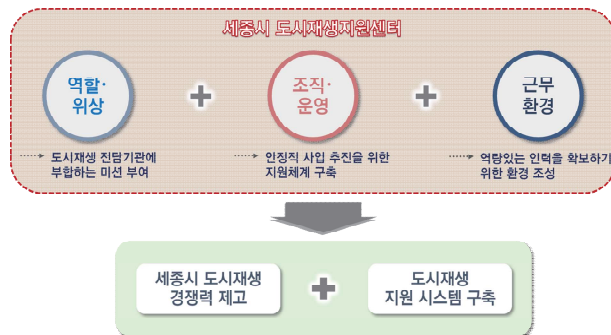 세종시 도시재생지원센터
역할·
위상
조직·
운영
근무
환경
도시재생 진담기관에
부합하는 미션 부여
인징직 사입 추진을 위한
지원체계 구축
역량있는 인력을 확보하기
위한 환경 조성
세종시 도시재생
경쟁력 제고
도시재생
지원 시스템 구축